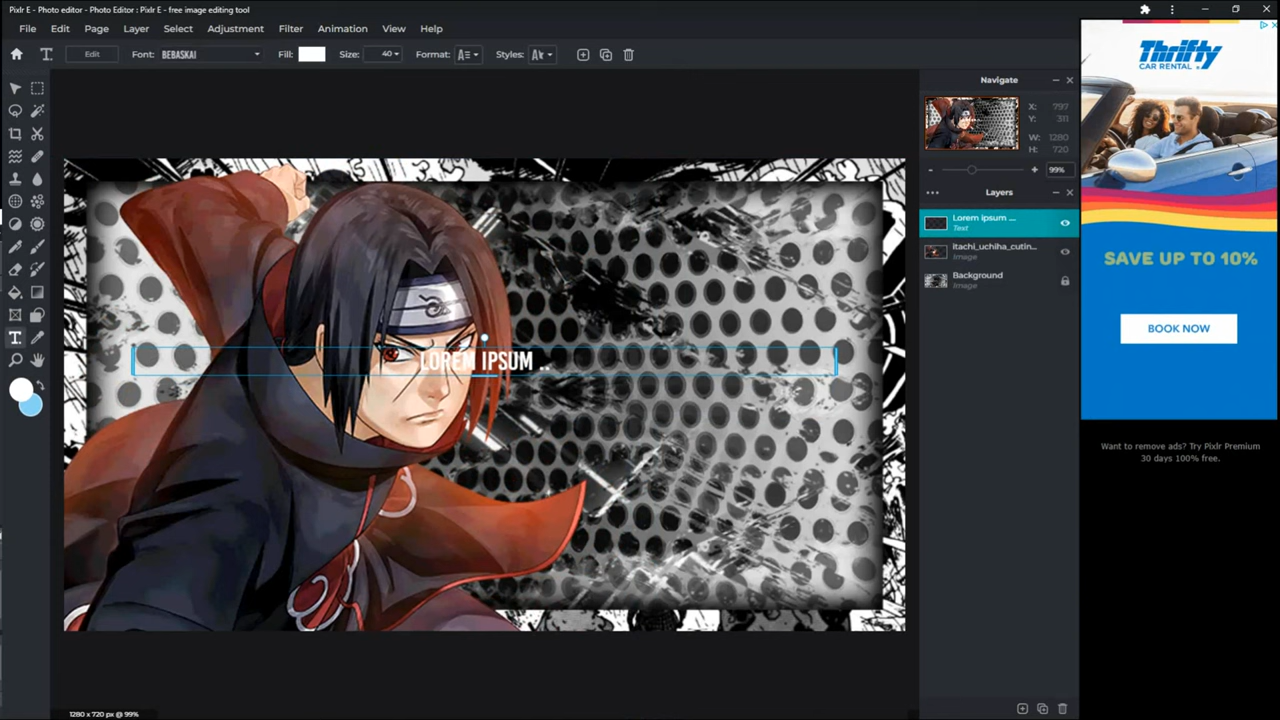 Pixlr E - Photo editor - Photo Editor : Pixlr E - free image editing tool
File Edit Page Layer Select Adjustment Filter Animation View Help
Edit Font: BEBASKAI Fill: Size: 40 Format: Styles:
Navigate
X: 797
Y: 311
W: 1280
H: 720
99%
Layers
Lorem ipsum ...
Text
itachi_uchiha_cutin...
Image
Background
Image
LOREM IPSUM ..
1280 x 720 px @ 99%
Thrifty
CAR RENTAL
SAVE UP TO 10%
BOOK NOW
Want to remove ads? Try Pixlr Premium
30 days 100% free.